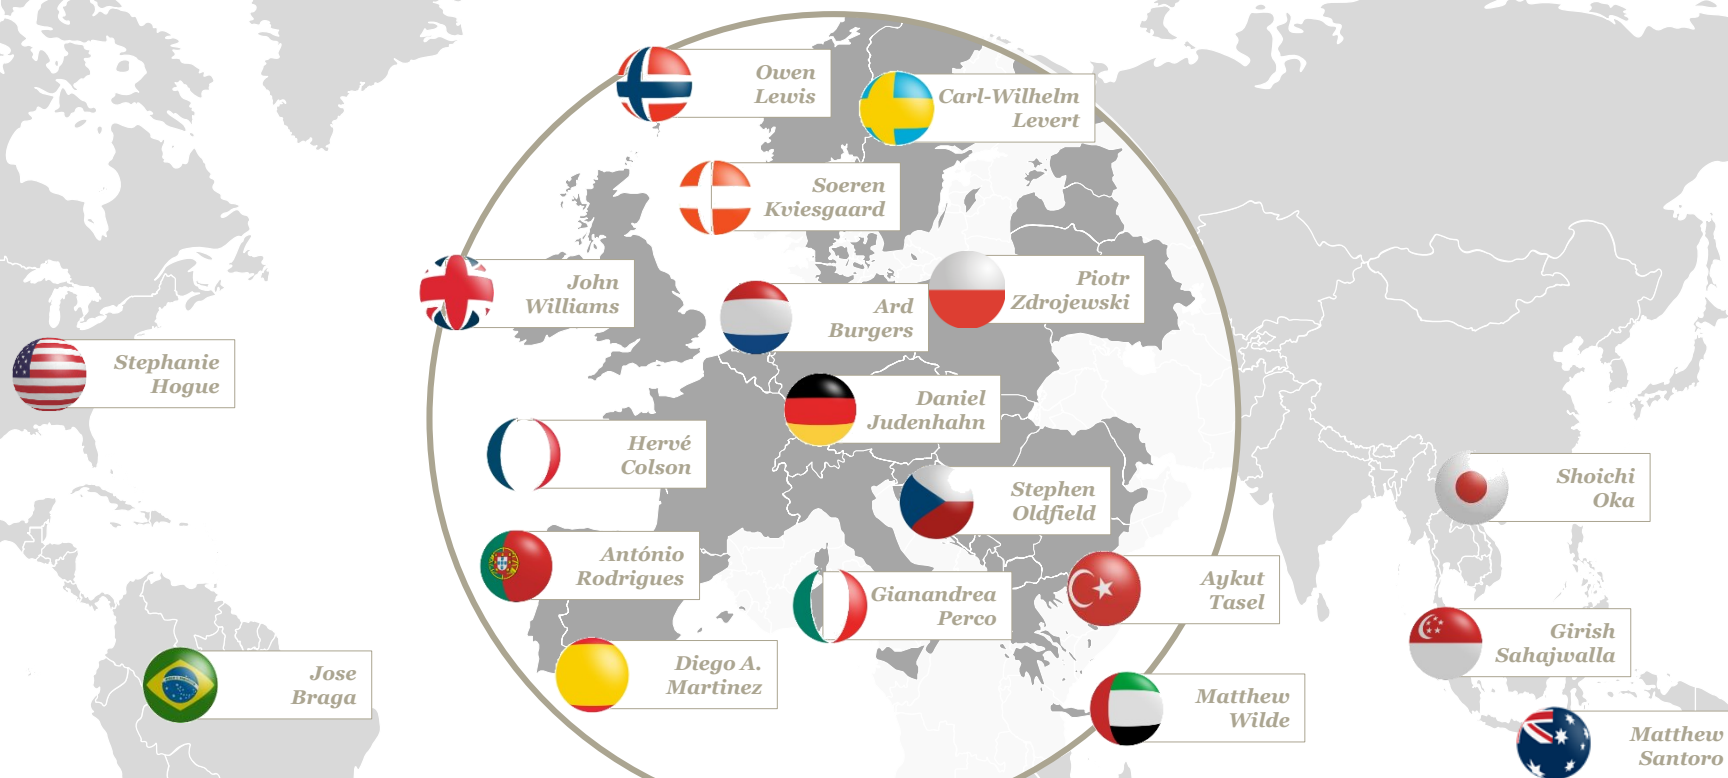 Owen
Lewis
Carl-Wilhelm
Levert
Soeren
Kviesgaard
John
Williams
Ard
Burgers
Piotr
Zdrojewski
Stephanie
Hogue
Daniel
Judenhahn
Hervé
Colson
Stephen
Oldfield
Shoichi
Oka
António
Rodrigues
Gianandrea
Perco
Aykut
Tasel
Girish
Sahajwalla
Jose
Braga
Diego A.
Martinez
Matthew
Wilde
Matthew
Santoro